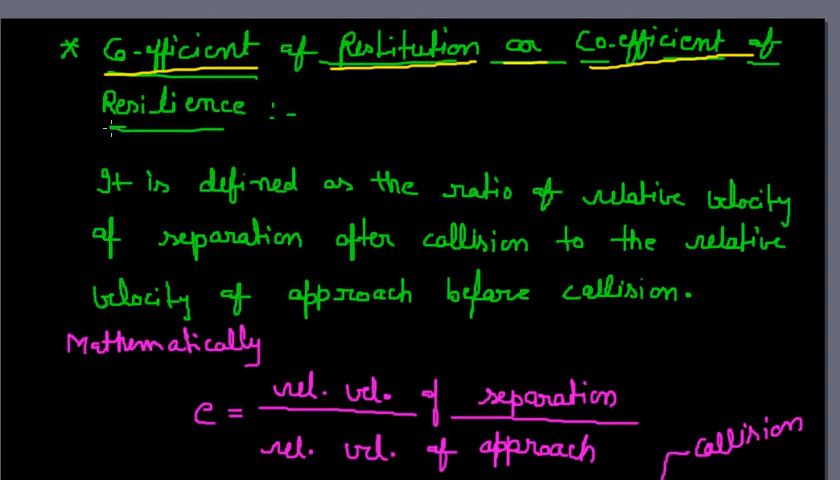 * Co-efficient of Restitution or Co-efficient of
Resilience :-
It is defined as the ratio of relative velocity
of separation after collision to the relative
velocity of approach before collision.
Mathematically
e = rel. vel. of separation
rel. vel. of approach
collision